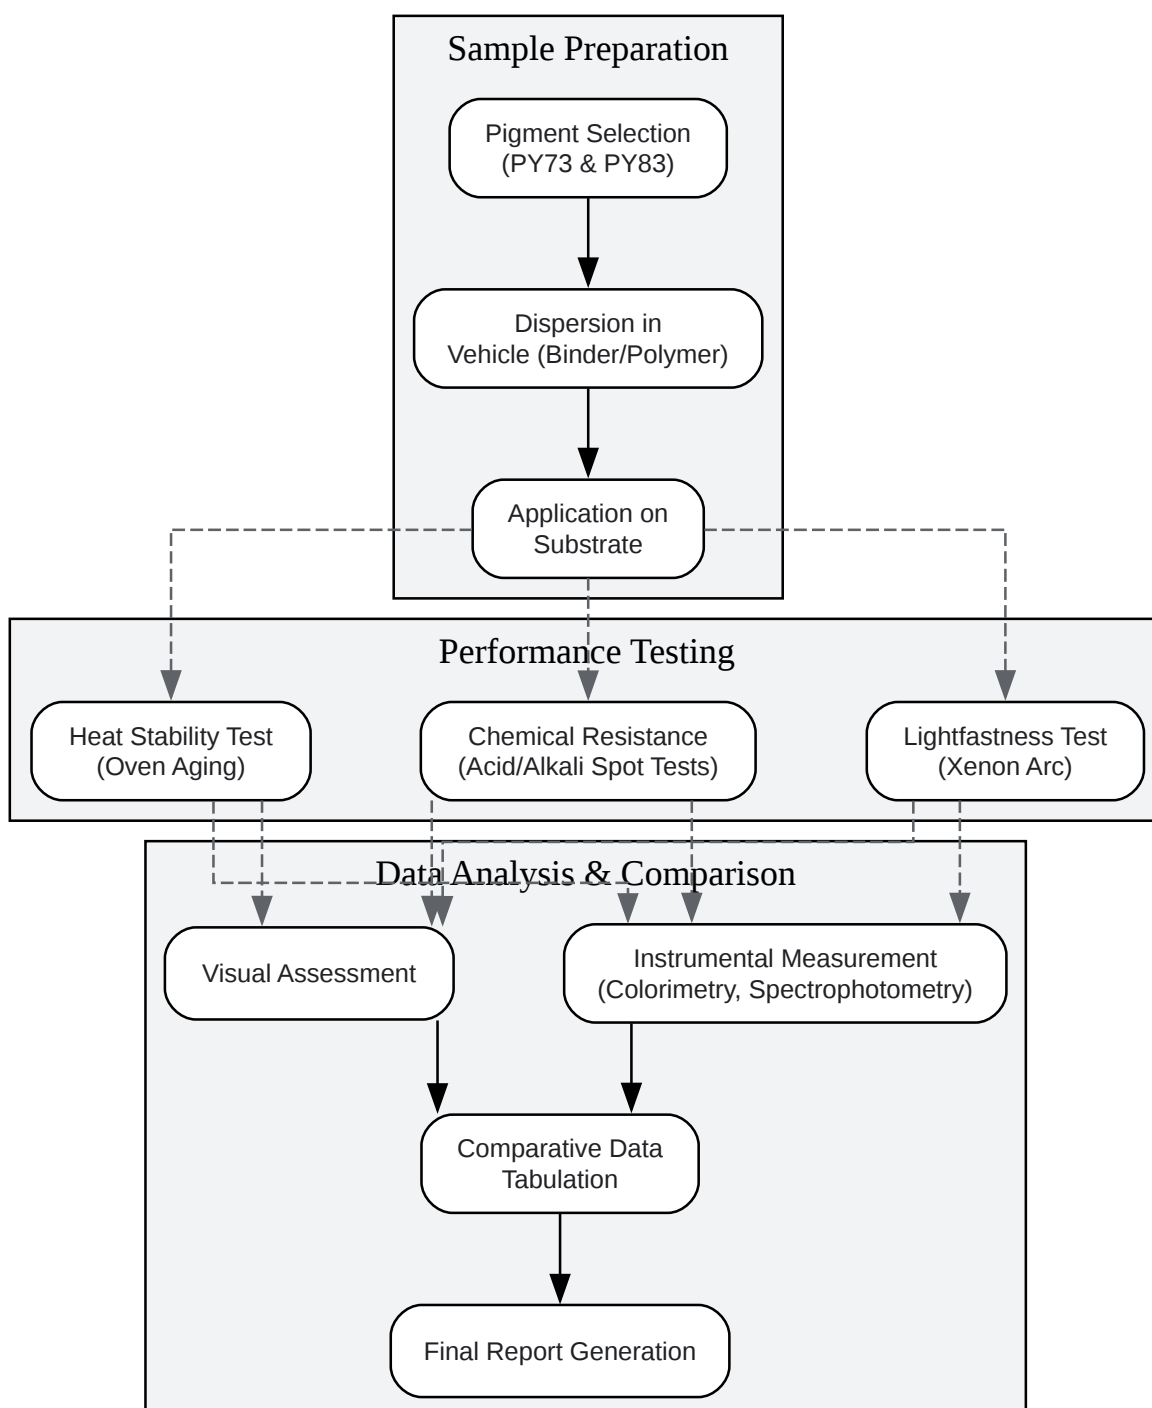 Sample Preparation
Pigment Selection
(PY73 & PY83)
Dispersion in
Vehicle (Binder/Polymer)
Application on
Substrate
Performance Testing
Heat Stability Test
(Oven Aging)
Chemical Resistance
(Acid/Alkali Spot Tests)
Lightfastness Test
(Xenon Arc)
Data Analysis & Comparison
Visual Assessment
Instrumental Measurement
(Colorimetry, Spectrophotometry)
Comparative Data
Tabulation
Final Report Generation